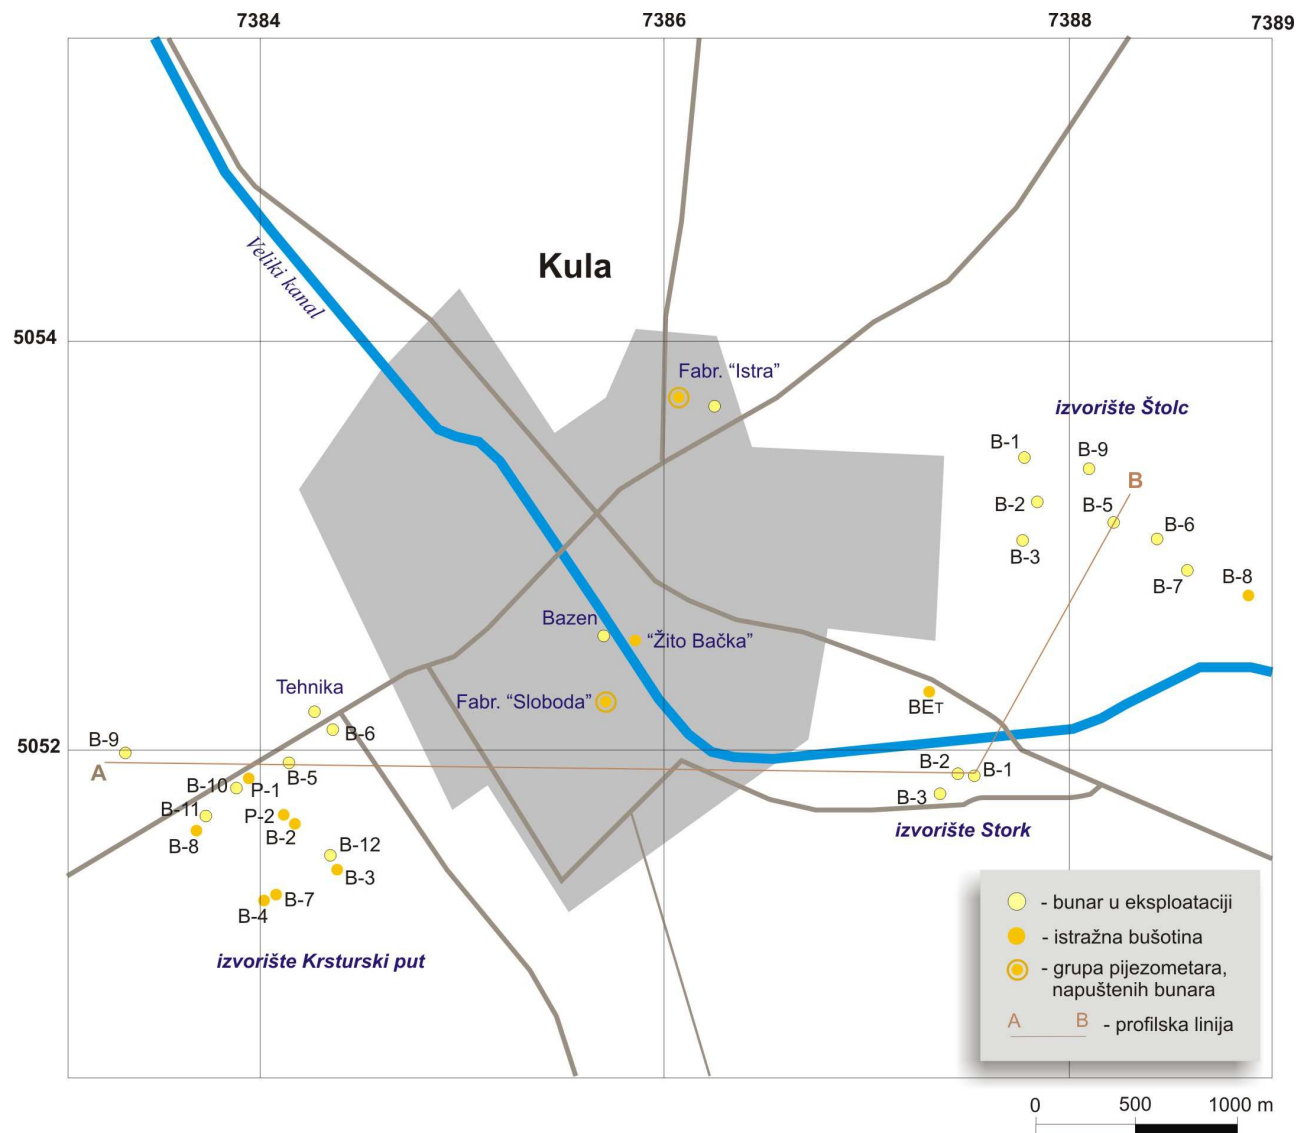 7384
7386
7388
7389
Kula
Veliki kanal
5054
Fabr. “Istra”
izvorište Štolc
B-1
B-9
B
B-2
B-5
B-6
B-3
B-7
B-8
Bazen
“Žito Bačka”
Tehnika
Fabr. “Sloboda”
BET
B-6
B-9
5052
A
B-5
B-2
B-1
B-10
P-1
B-3
B-11
P-2
B-2
B-8
izvorište Stork
B-12
B-3
B-7
B-4
izvorište Krsturski put
- bunar u eksploataciji
- istražna bušotina
- grupa pijezometara,
napuštenih bunara
A B - profilska linija
0 500 1000 m